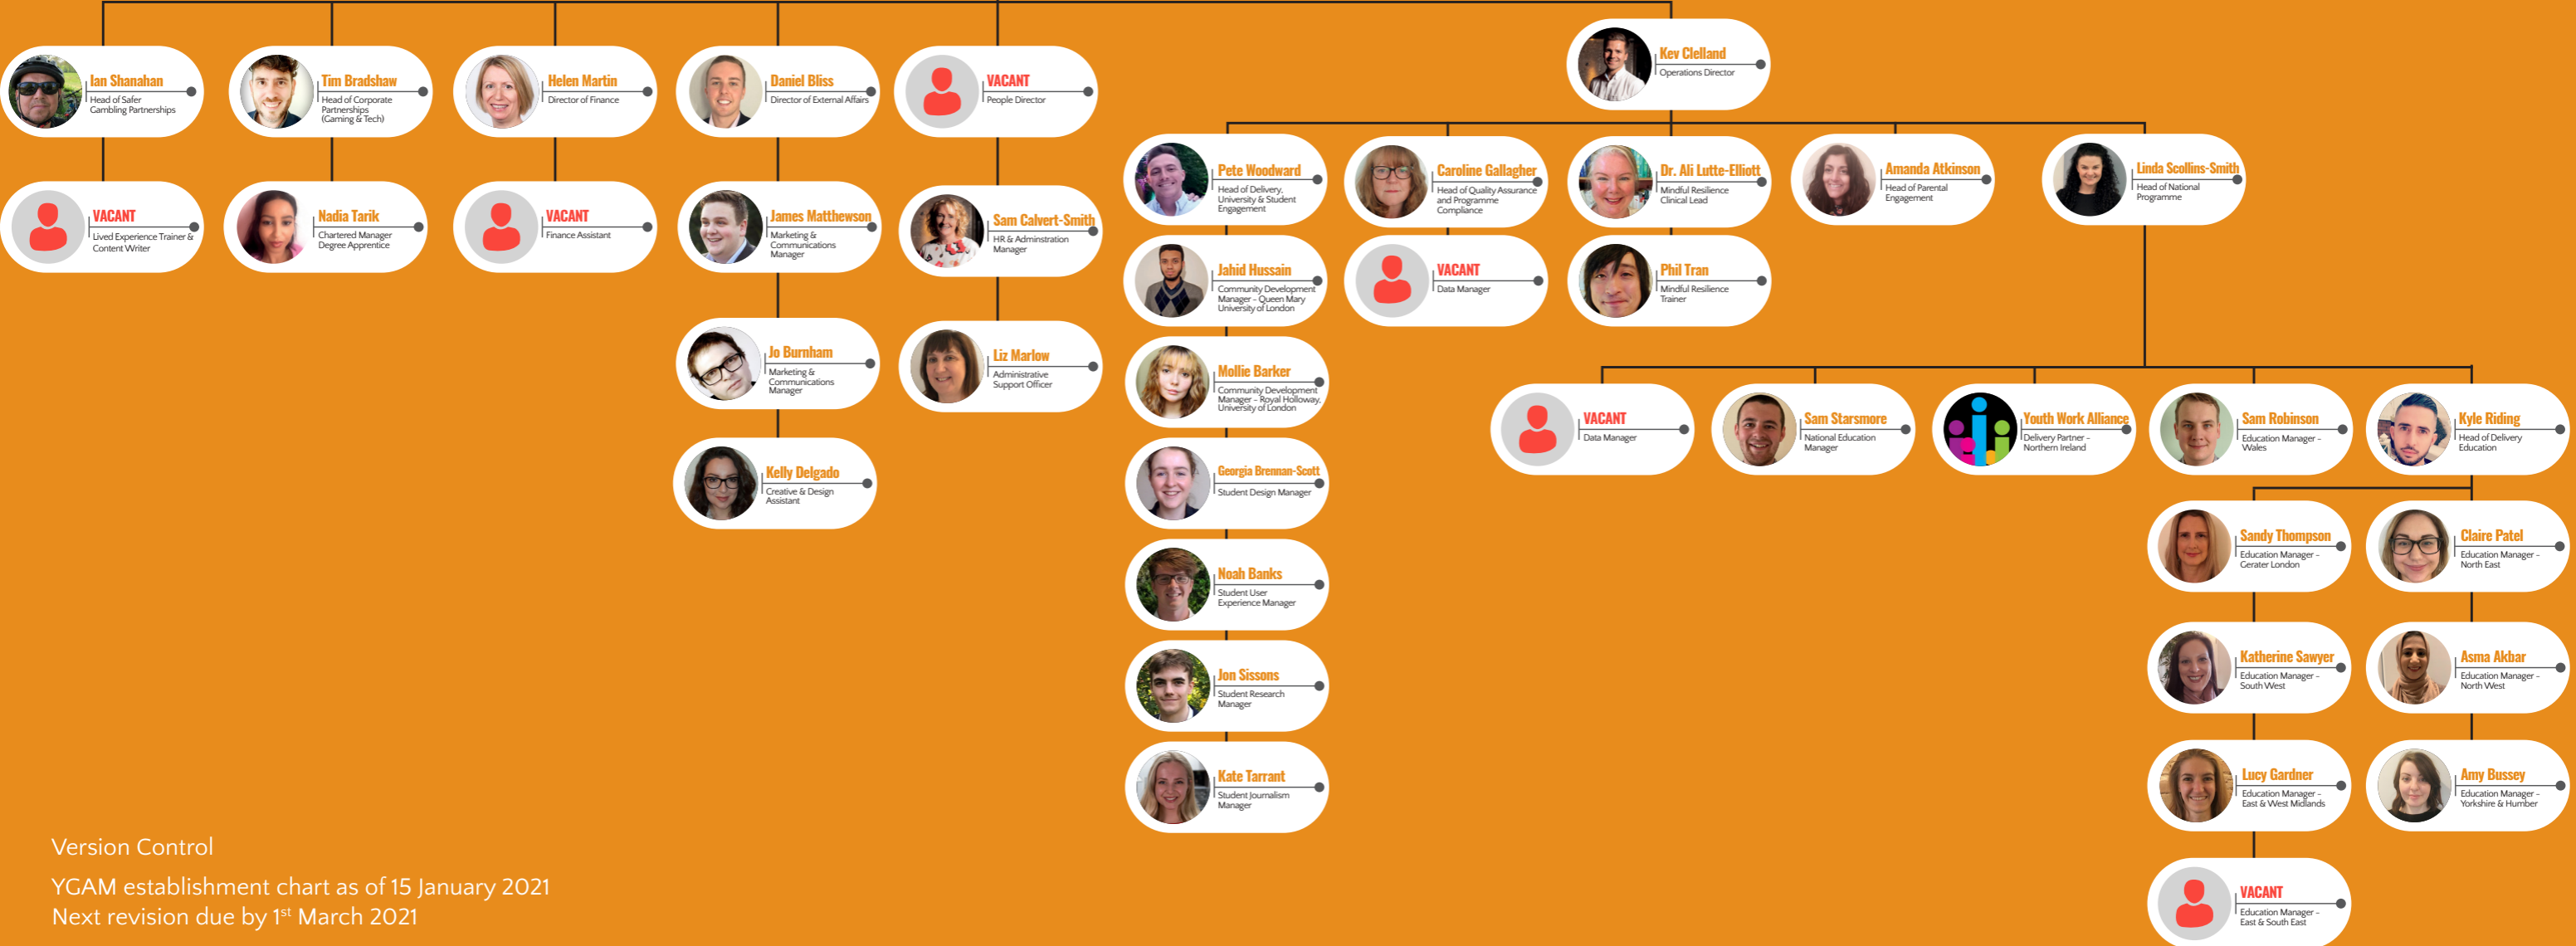 Kev Clelland
Operations Director
Ian Shanahan
Head of Safer
Gambling Partnerships
Tim Bradshaw
Head of Corporate
Partnerships
(Gaming & Tech)
Helen Martin
Director of Finance
Daniel Bliss
Director of External Affairs
VACANT
People Director
Pete Woodward
Head of Delivery,
University & Student
Engagement
Caroline Gallagher
Head of Quality Assurance
and Programme
Compliance
Dr. Ali Lutte-Elliott
Mindful Resilience
Clinical Lead
Amanda Atkinson
Head of Parental
Engagement
Linda Scollins-Smith
Head of National
Programme
VACANT
Lived Experience Trainer &
Content Writer
Nadia Tarik
Chartered Manager
Degree Apprentice
VACANT
Finance Assistant
James Matthewson
Marketing &
Communications
Manager
Sam Calvert-Smith
HR & Adminstration
Manager
Jahid Hussain
Community Development
Manager - Queen Mary
University of London
VACANT
Data Manager
Phil Tran
Mindful Resilience
Trainer
Jo Burnham
Marketing &
Communications
Manager
Liz Marlow
Administrative
Support Officer
Mollie Barker
Community Development
Manager - Royal Holloway,
University of London
VACANT
Data Manager
Sam Starsmore
National Education
Manager
Youth Work Alliance
Delivery Partner -
Northern Ireland
Sam Robinson
Education Manager -
Wales
Kyle Riding
Head of Delivery
Education
Kelly Delgado
Creative & Design
Assistant
Georgia Brennan-Scott
Student Design Manager
Sandy Thompson
Education Manager -
Gerater London
Claire Patel
Education Manager -
North East
Noah Banks
Student User
Experience Manager
Katherine Sawyer
Education Manager -
South West
Asma Akbar
Education Manager -
North West
Jon Sissons
Student Research
Manager
Kate Tarrant
Student Journalism
Manager
Lucy Gardner
Education Manager -
East & West Midlands
Amy Bussey
Education Manager -
Yorkshire & Humber
VACANT
Education Manager -
East & South East
Version Control
YGAM establishment chart as of 15 January 2021
Next revision due by 1st March 2021